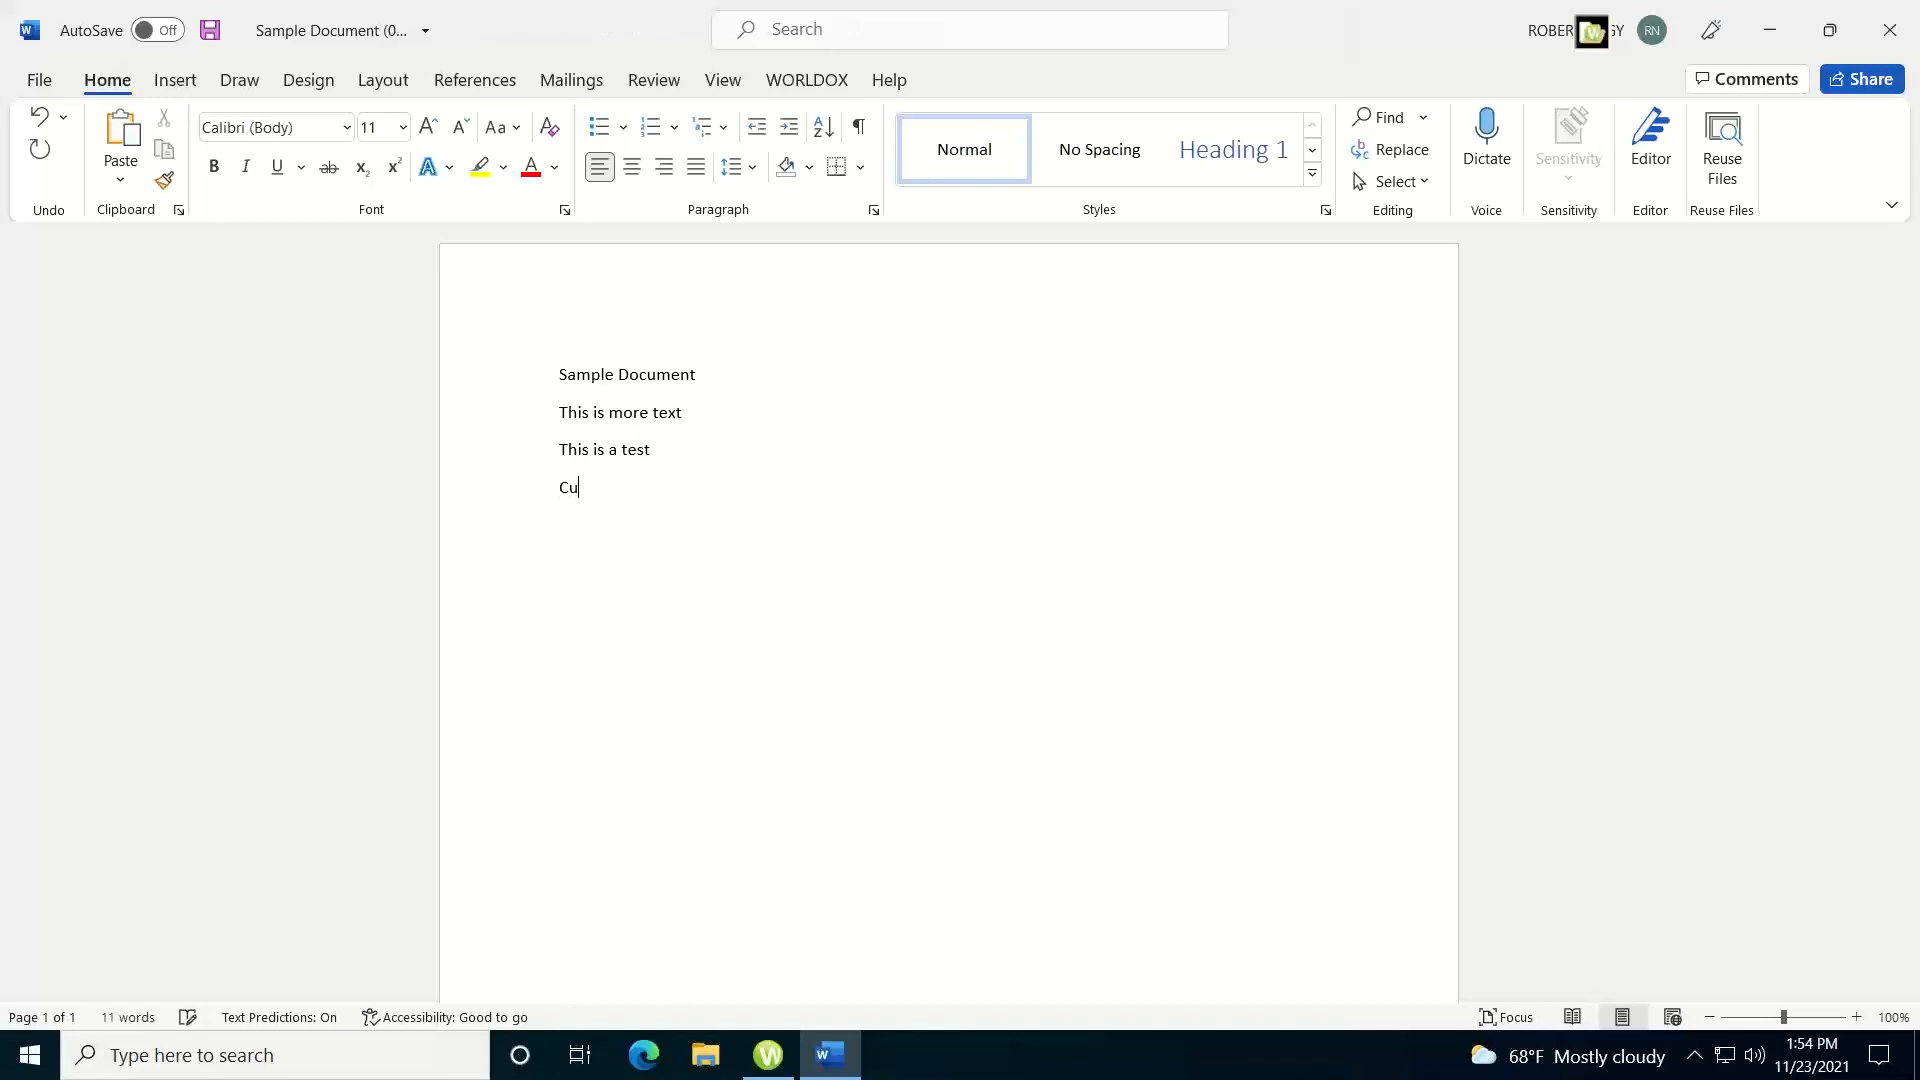 AutoSave Off Sample Document (0... Search RN
File Home Insert Draw Design Layout References Mailings Review View WORLDOX Help Comments Share
Calibri (Body) 11 Aa
Paste
B I U ab x₂ x² A A
Normal No Spacing Heading 1
Find
Replace
Select
Dictate Sensitivity Editor Reuse Files
Undo Clipboard Font Paragraph Styles Editing Voice Sensitivity Editor Reuse Files
Sample Document
This is more text
This is a test
Cu
Page 1 of 1 11 words Text Predictions: On Accessibility: Good to go Focus 100%
Type here to search 68°F Mostly cloudy 1:54 PM
11/23/2021